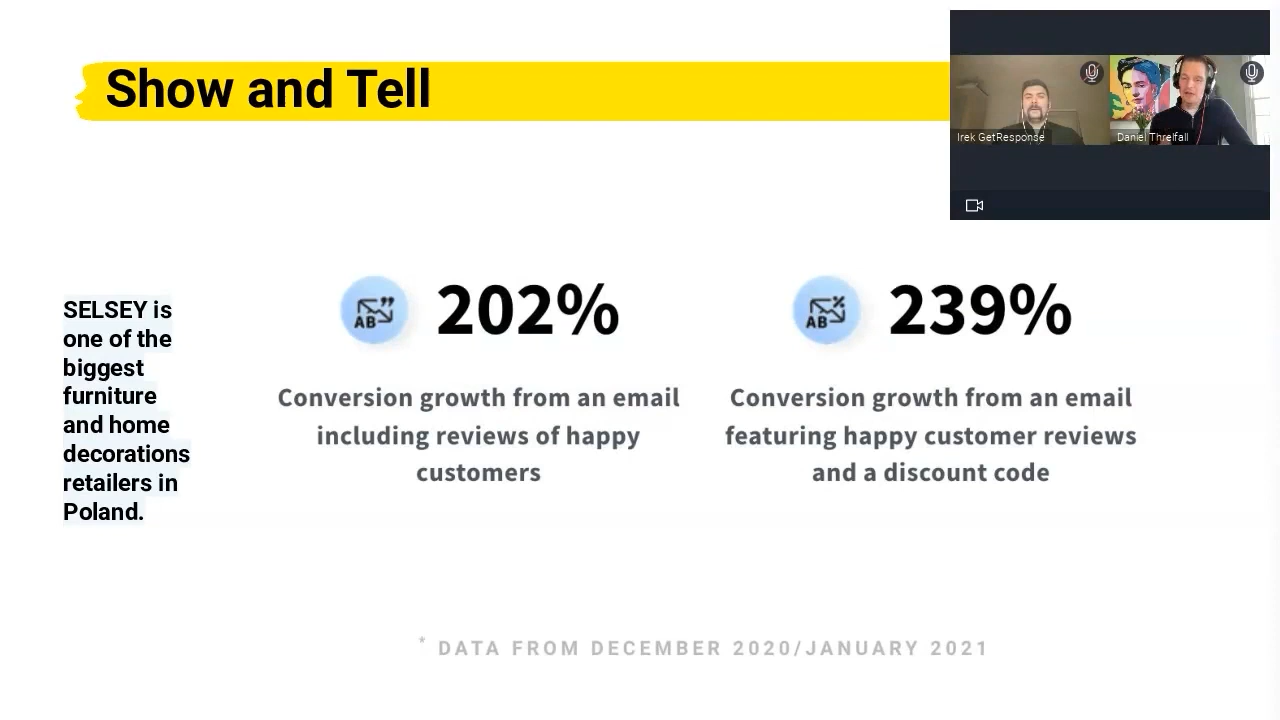 Show and Tell
Irek GetResponse
Daniel Threlfall
SELSEY is
one of the
biggest
furniture
and home
decorations
retailers in
Poland.
AB
202%
Conversion growth from an email
including reviews of happy
customers
AB
239%
Conversion growth from an email
featuring happy customer reviews
and a discount code
* DATA FROM DECEMBER 2020/JANUARY 2021